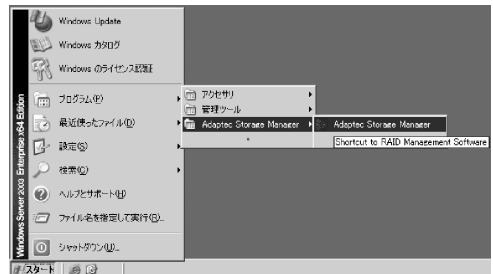 Windows Update
Windows カタログ
Windows のライセンス認証
プログラム(P)
最近使ったファイル(D)
設定(S)
検索(C)
ヘルプとサポート(H)
ファイル名を指定して実行(R)...
シャットダウン(U)...
Windows Server 2003 Enterprise x64 Edition
アクセサリ
管理ツール
Adaptec Storage Manager
Adaptec Storage Manager
Shortcut to RAID Management Software
スタート